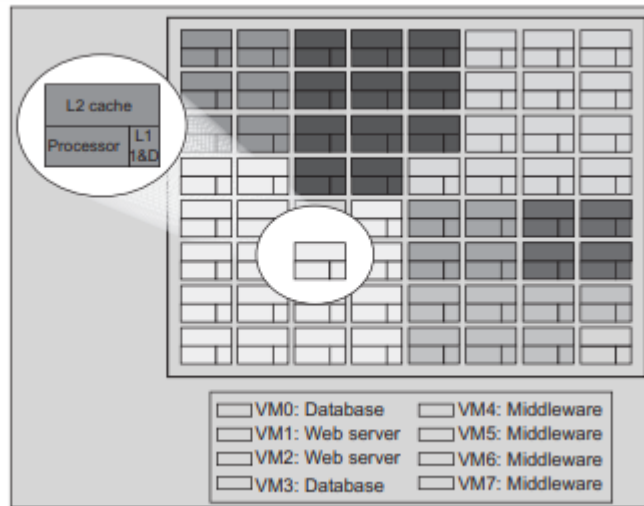 L2 cache
Processor
L1
1&D
VM0: Database
VM1: Web server
VM2: Web server
VM3: Database
VM4: Middleware
VM5: Middleware
VM6: Middleware
VM7: Middleware